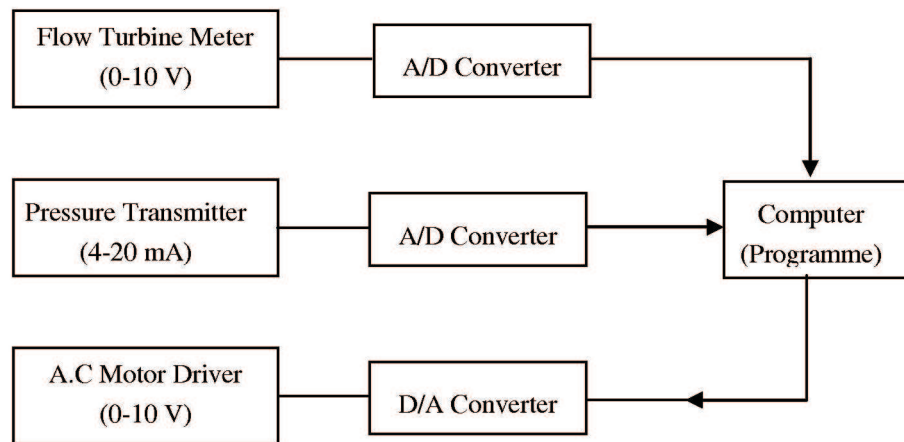 Flow Turbine Meter
(0-10 V)
A/D Converter
Pressure Transmitter
(4-20 mA)
A/D Converter
Computer
(Programme)
A.C Motor Driver
(0-10 V)
D/A Converter